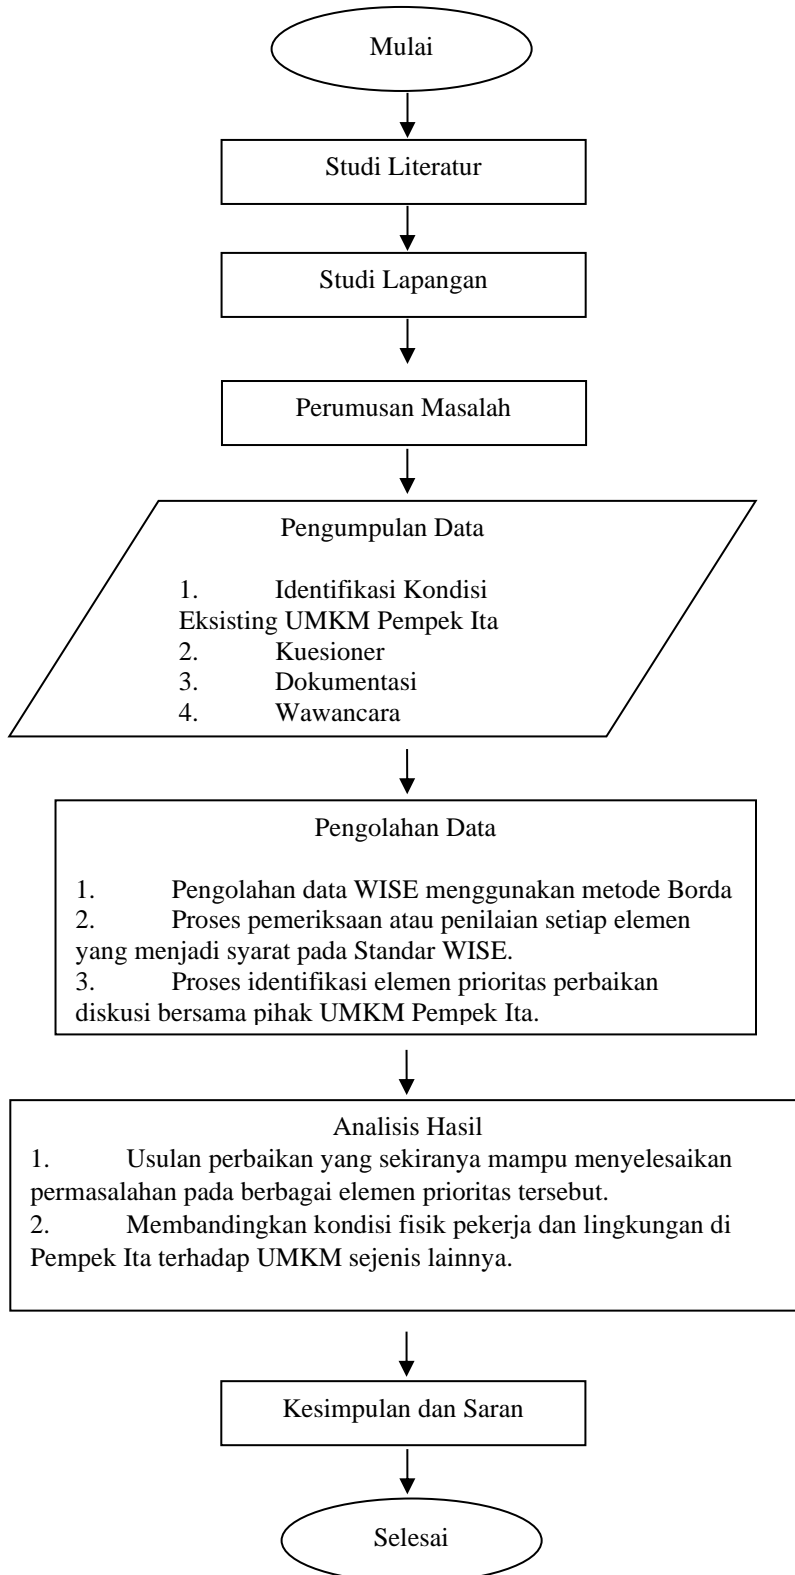 Mulai
Studi Literatur
Studi Lapangan
Perumusan Masalah
Pengumpulan Data
1. Identifikasi Kondisi
Eksisting UMKM Pempek Ita
2. Kuesioner
3. Dokumentasi
4. Wawancara
Pengolahan Data
1. Pengolahan data WISE menggunakan metode Borda
2. Proses pemeriksaan atau penilaian setiap elemen
yang menjadi syarat pada Standar WISE.
3. Proses identifikasi elemen prioritas perbaikan
diskusi bersama pihak UMKM Pempek Ita.
Analisis Hasil
1. Usulan perbaikan yang sekiranya mampu menyelesaikan
permasalahan pada berbagai elemen prioritas tersebut.
2. Membandingkan kondisi fisik pekerja dan lingkungan di
Pempek Ita terhadap UMKM sejenis lainnya.
Kesimpulan dan Saran
Selesai